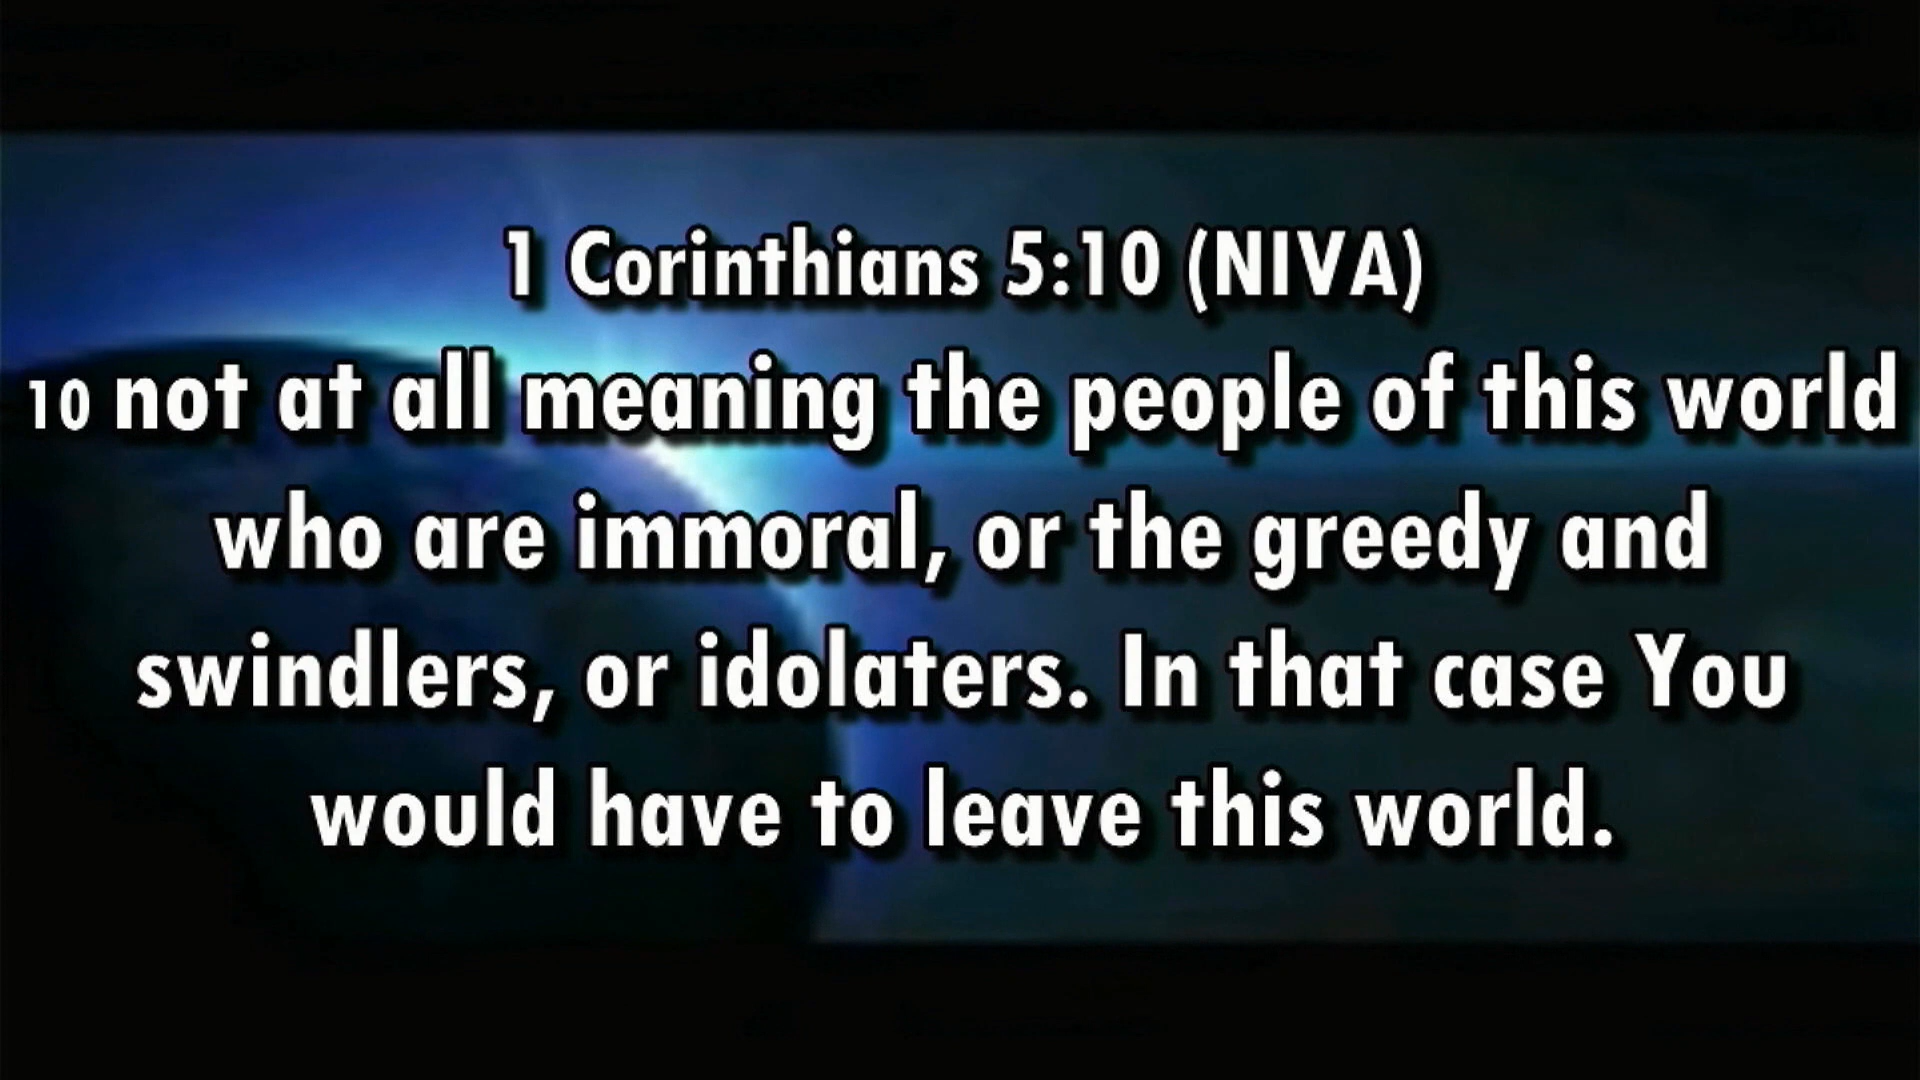 1 Corinthians 5:10 (NIVA)
10 not at all meaning the people of this world
who are immoral, or the greedy and
swindlers, or idolaters. In that case You
would have to leave this world.